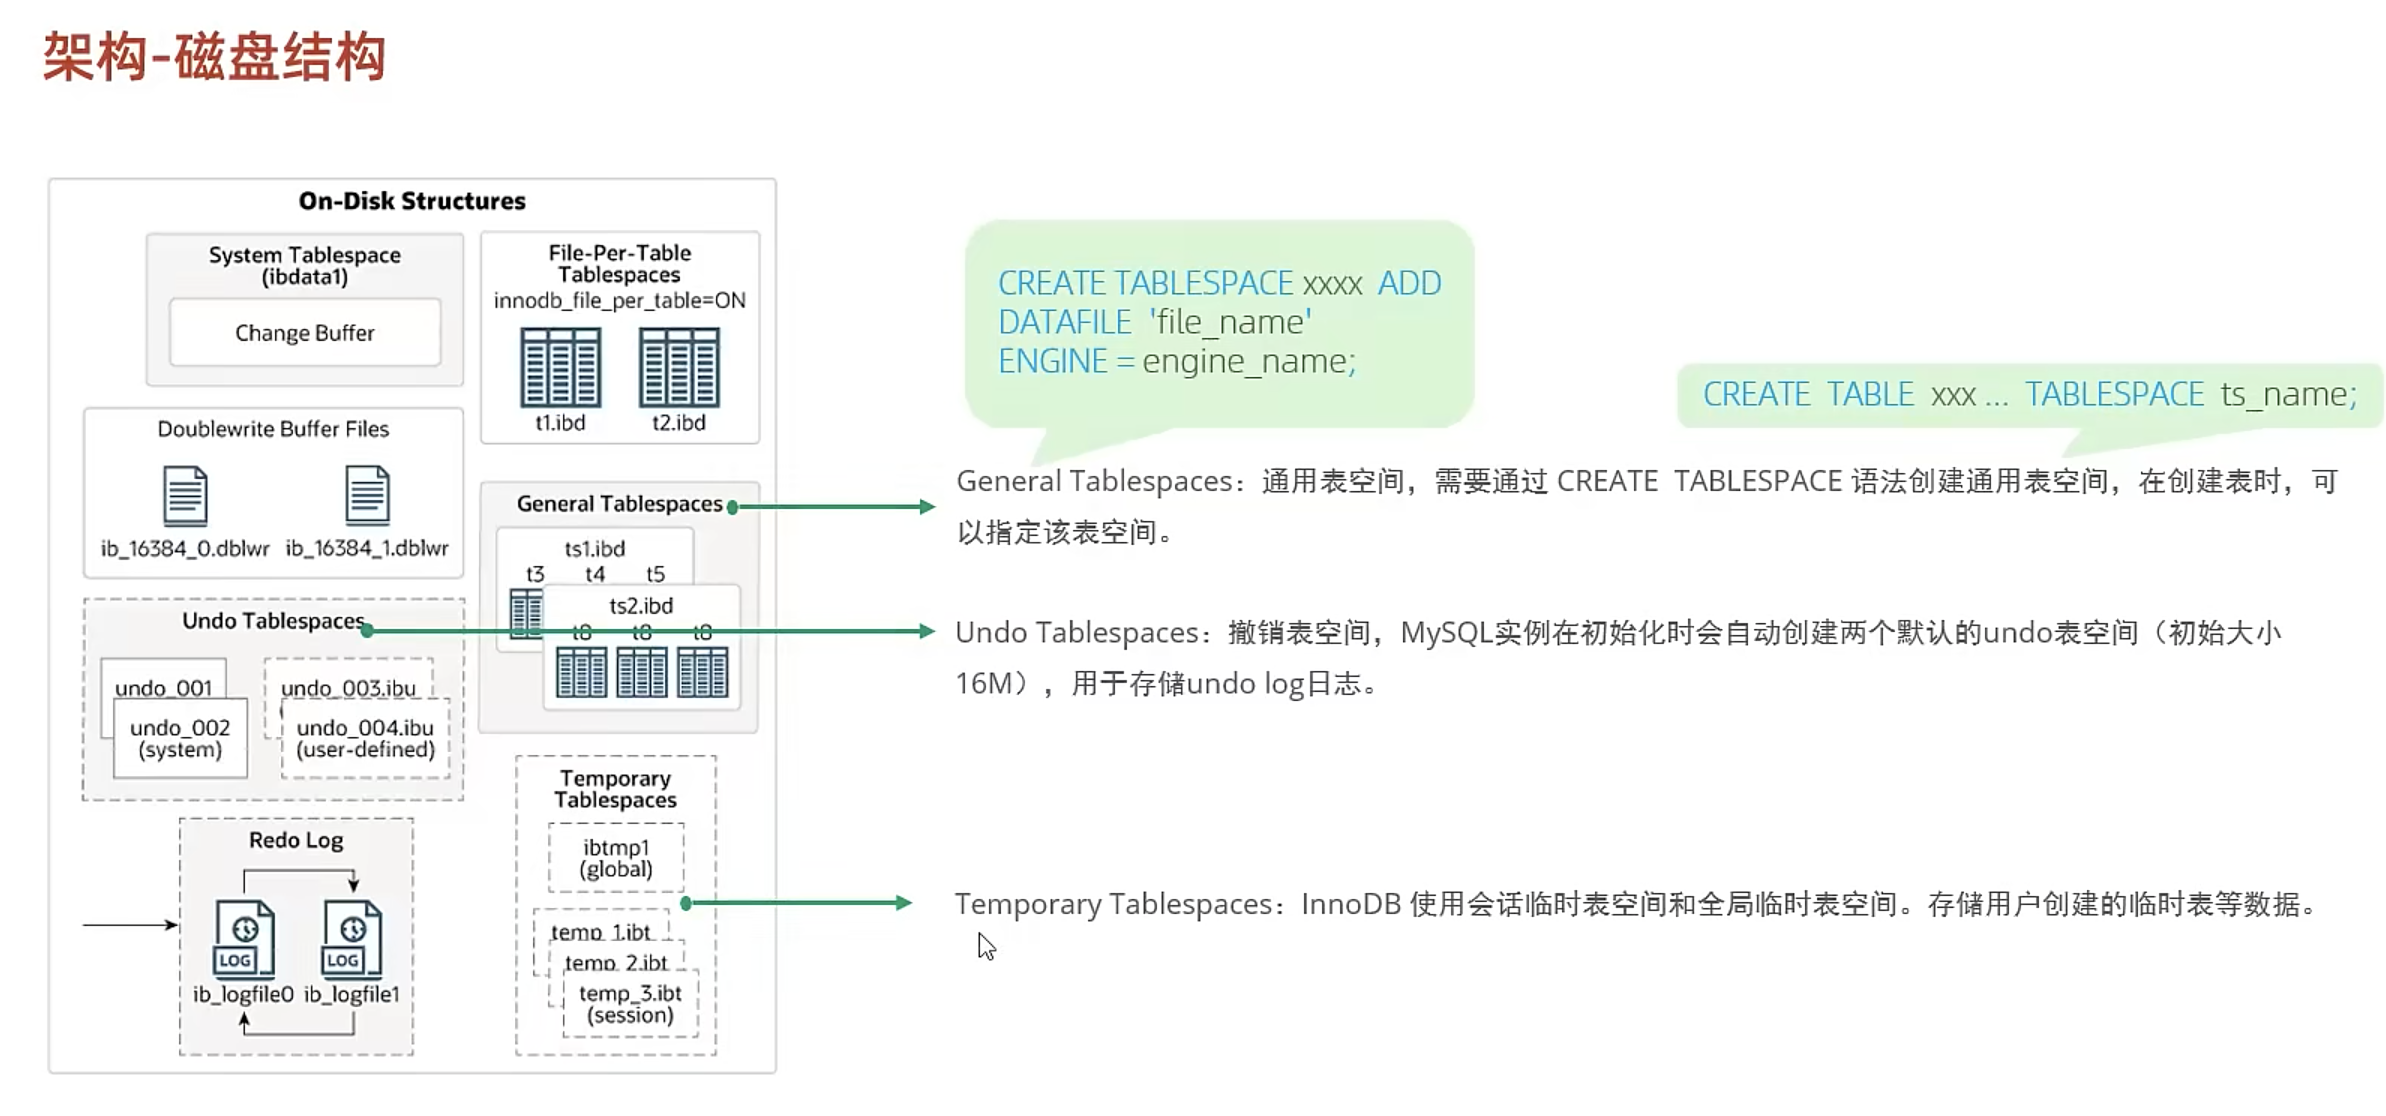 架构-磁盘结构
On-Disk Structures
System Tablespace
(ibdata1)
Change Buffer
File-Per-Table
Tablespaces
innodb_file_per_table=ON
t1.ibd
t2.ibd
Doublewrite Buffer Files
ib_16384_0.dblwr
ib_16384_1.dblwr
General Tablespaces
ts1.ibd
t3 t4 t5
ts2.ibd
Undo Tablespaces
undo_001
undo_002
(system)
undo_003.ibu
undo_004.ibu
(user-defined)
Temporary
Tablespaces
ibtmp1
(global)
temp_1.ibt
temp_2.ibt
temp_3.ibt
(session)
Redo Log
LOG
LOG
ib_logfile0
ib_logfile1
CREATE TABLESPACE xxxx ADD
DATAFILE 'file_name'
ENGINE = engine_name;
CREATE TABLE xxx ... TABLESPACE ts_name;
General Tablespaces：通用表空间，需要通过 CREATE TABLESPACE 语法创建通用表空间，在创建表时，可
以指定该表空间。
Undo Tablespaces：撤销表空间，MySQL实例在初始化时会自动创建两个默认的undo表空间（初始大小
16M），用于存储undo log日志。
Temporary Tablespaces：InnoDB 使用会话临时表空间和全局临时表空间。存储用户创建的临时表等数据。